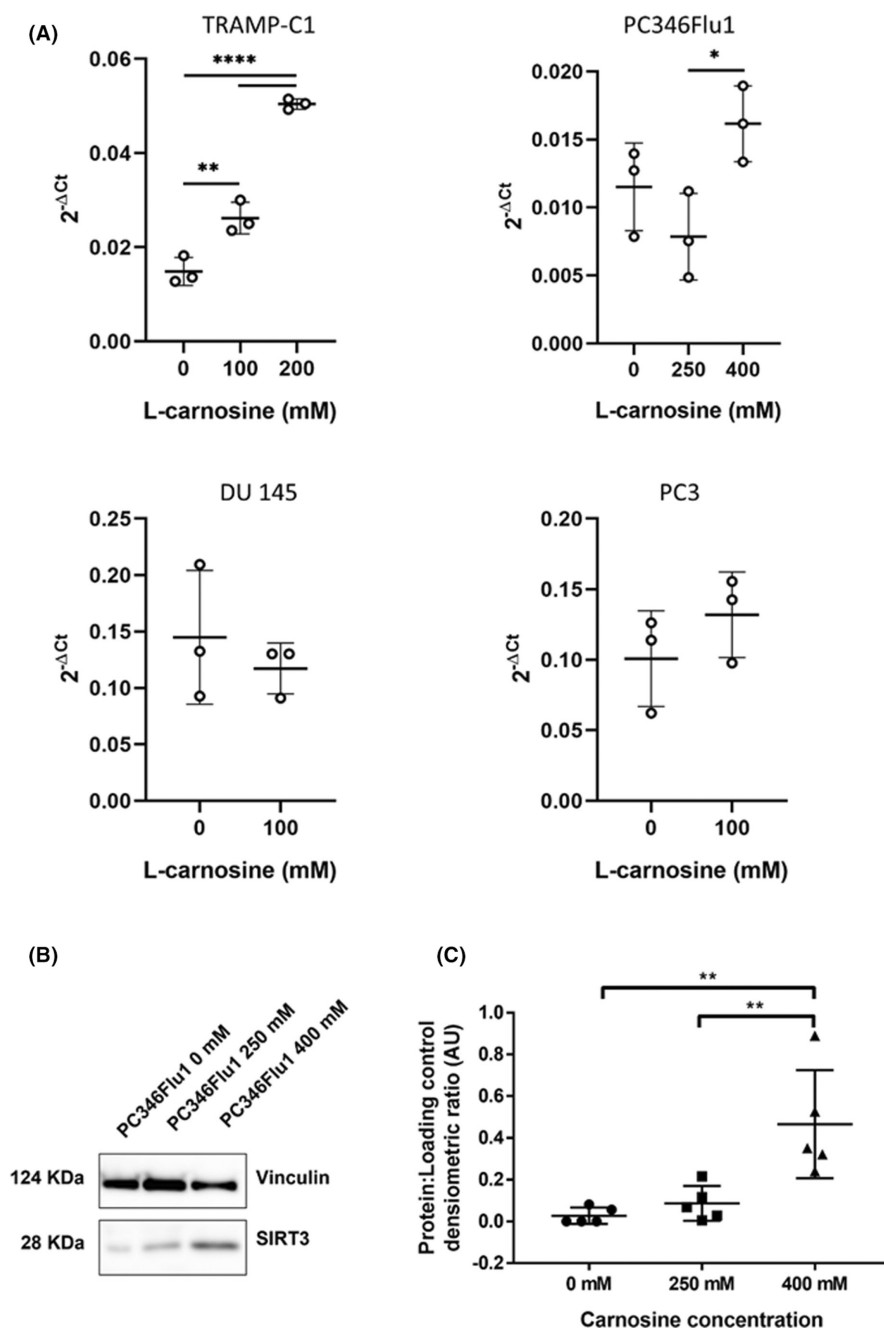 (A)
TRAMP-C1
****
**
0.06
0.04
0.02
0.00
2^-ΔCt
0 100 200
L-carnosine (mM)
PC346Flu1
*
0.020
0.015
0.010
0.005
0.000
2^-ΔCt
0 250 400
L-carnosine (mM)
DU 145
0.25
0.20
0.15
0.10
0.05
0.00
2^-ΔCt
0 100
L-carnosine (mM)
PC3
0.20
0.15
0.10
0.05
0.00
2^-ΔCt
0 100
L-carnosine (mM)
(B)
PC346Flu1 0 mM
PC346Flu1 250 mM
PC346Flu1 400 mM
124 KDa
Vinculin
28 KDa
SIRT3
(C)
**
**
1.0
0.8
0.6
0.4
0.2
0.0
-0.2
Protein:Loading control
densiometric ratio (AU)
0 mM 250 mM 400 mM
Carnosine concentration